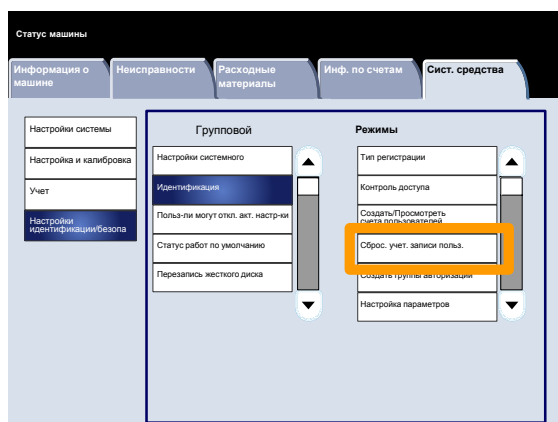 Статус машины
Информация о
машине
Неисправности
Расходные
материалы
Инф. по счетам
Сист. средства
Настройки системы
Настройка и калибровка
Учет
Настройки
идентификации/безопа
Групповой
Настройки системного
Идентификация
Польз-ли могут откл. акт. настр-ки
Статус работ по умолчанию
Перезапись жесткого диска
Режимы
Тип регистрации
Контроль доступа
Создать/Просмотреть
счета пользователей
Сброс. учет. записи польз.
Создать группы авторизации
Настройка параметров